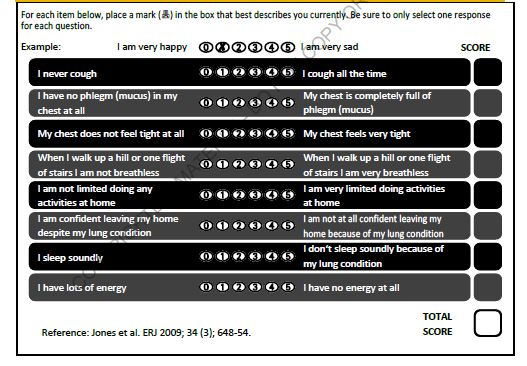 For each item below, place a mark (X) in the box that best describes you currently. Be sure to only select one response
for each question.
Example: I am very happy 0 X 2 3 4 5 I am very sad SCORE
I never cough 0 1 2 3 4 5 I cough all the time
I have no phlegm (mucus) in my
chest at all 0 1 2 3 4 5 My chest is completely full of
phlegm (mucus)
My chest does not feel tight at all 0 1 2 3 4 5 My chest feels very tight
When I walk up a hill or one flight
of stairs I am not breathless 0 1 2 3 4 5 When I walk up a hill or one flight
of stairs I am very breathless
I am not limited doing any
activities at home 0 1 2 3 4 5 I am very limited doing activities
at home
I am confident leaving my home
despite my lung condition 0 1 2 3 4 5 I am not at all confident leaving my
home because of my lung condition
I sleep soundly 0 1 2 3 4 5 I don't sleep soundly because of
my lung condition
I have lots of energy 0 1 2 3 4 5 I have no energy at all
TOTAL
SCORE
Reference: Jones et al. ERJ 2009; 34 (3); 648-54.